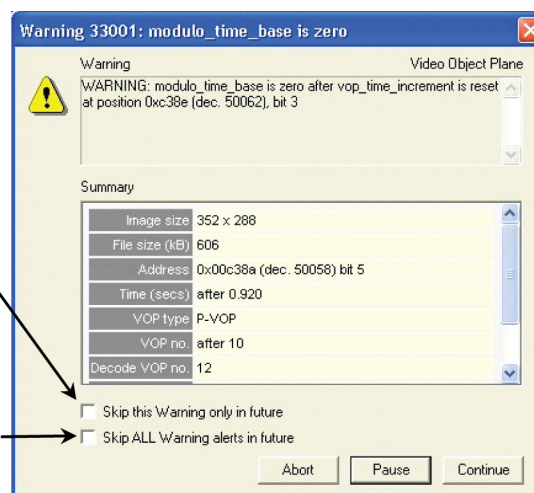 Warning 33001: modulo_time_base is zero
Warning Video Object Plane
WARNING: modulo_time_base is zero after vop_time_increment is reset
at position 0xc38e (dec. 50062), bit 3
Summary
Image size 352 x 288
File size (kB) 606
Address 0x00c38a (dec. 50058) bit 5
Time (secs) after 0.920
VOP type P-VOP
VOP no. after 10
Decode VOP no. 12
Skip this Warning only in future
Skip ALL Warning alerts in future
Abort Pause Continue